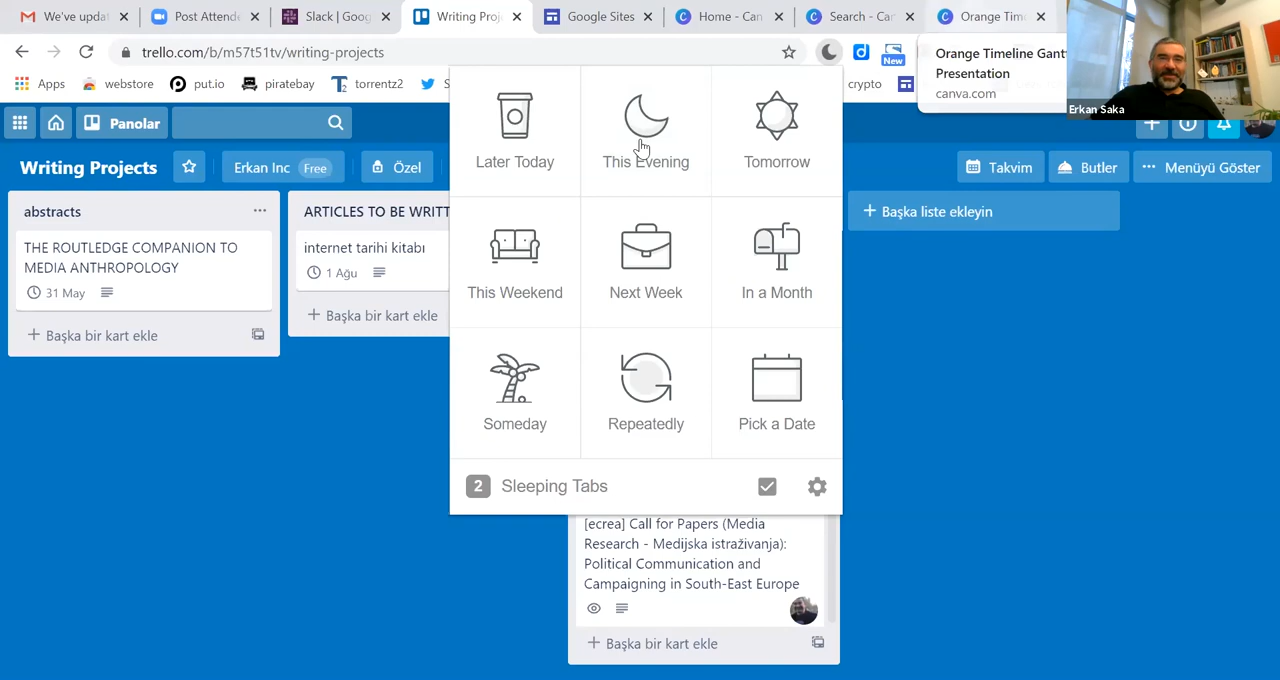 We've updat
Post Attende
Slack | Goog
Writing Proj
Google Sites
Home - Can
Search - Can
Orange Tim
trello.com/b/m57t51tv/writing-projects
New
Orange Timeline Gantt
Presentation
canva.com
Erkan Saka
Apps
webstore
put.io
piratebay
torrentz2
S
crypto
Panolar
Writing Projects
Erkan Inc Free
Özel
Takvim
Butler
Menüyü Göster
abstracts
THE ROUTLEDGE COMPANION TO
MEDIA ANTHROPOLOGY
31 May
+ Başka bir kart ekle
ARTICLES TO BE WRITT
internet tarihi kitabı
1 Ağu
+ Başka bir kart ekle
Later Today
This Evening
Tomorrow
This Weekend
Next Week
In a Month
Someday
Repeatedly
Pick a Date
2 Sleeping Tabs
+ Başka liste ekleyin
[ecrea] Call for Papers (Media
Research - Medijska istraživanja):
Political Communication and
Campaigning in South-East Europe
+ Başka bir kart ekle